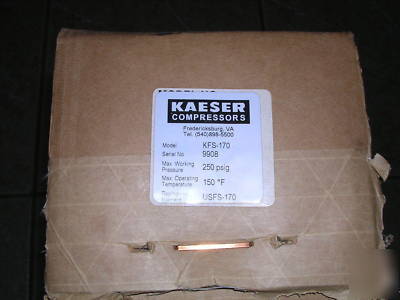 KAESER
COMPRESSORS
Fredericksburg, VA
Tel. (540)898-5500
Model KFS-170
Serial No 9908
Max. Working Pressure 250 psig
Max. Operating Temperature 150 °F
USFS-170